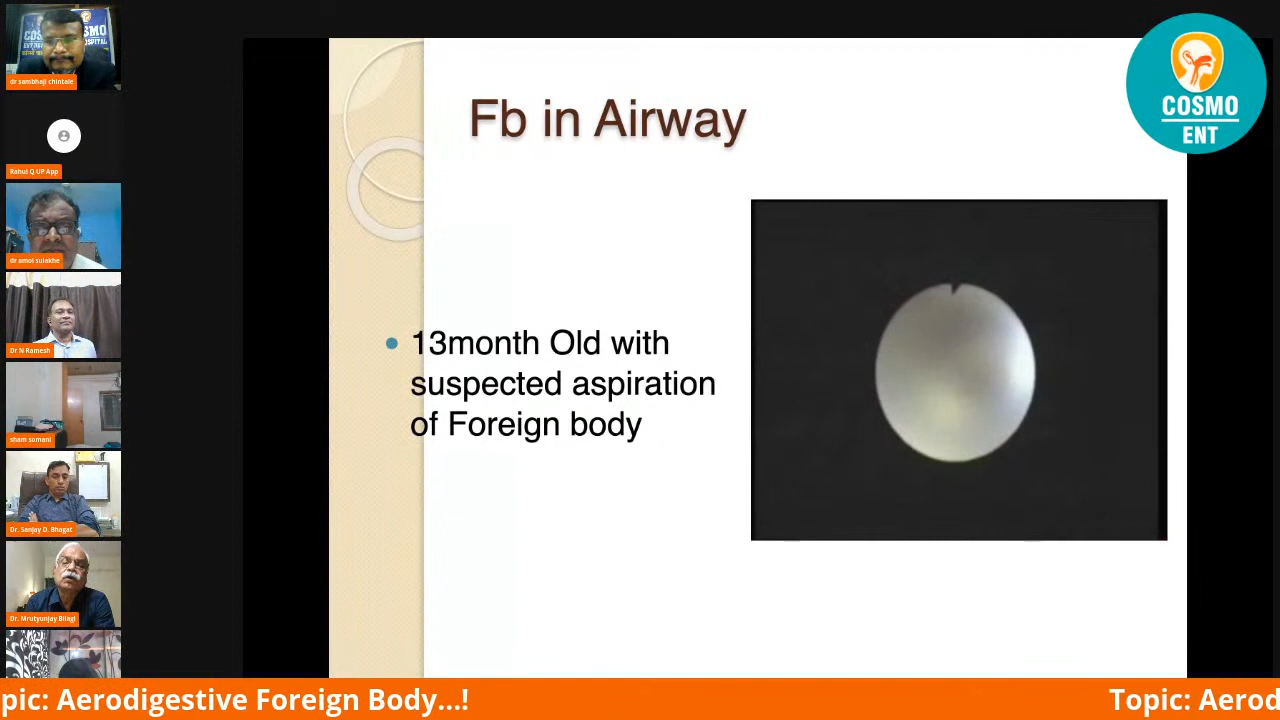 dr sambhaji chintale
Rahul Q UP App
dr amol sulakhe
Dr N Ramesh
sham somani
Dr. Sanjay D. Bhagat
Dr. Mrutyunjay Bilagi
Fb in Airway
13month Old with
suspected aspiration
of Foreign body
COSMO
ENT
pic: Aerodigestive Foreign Body...!
Topic: Aerod